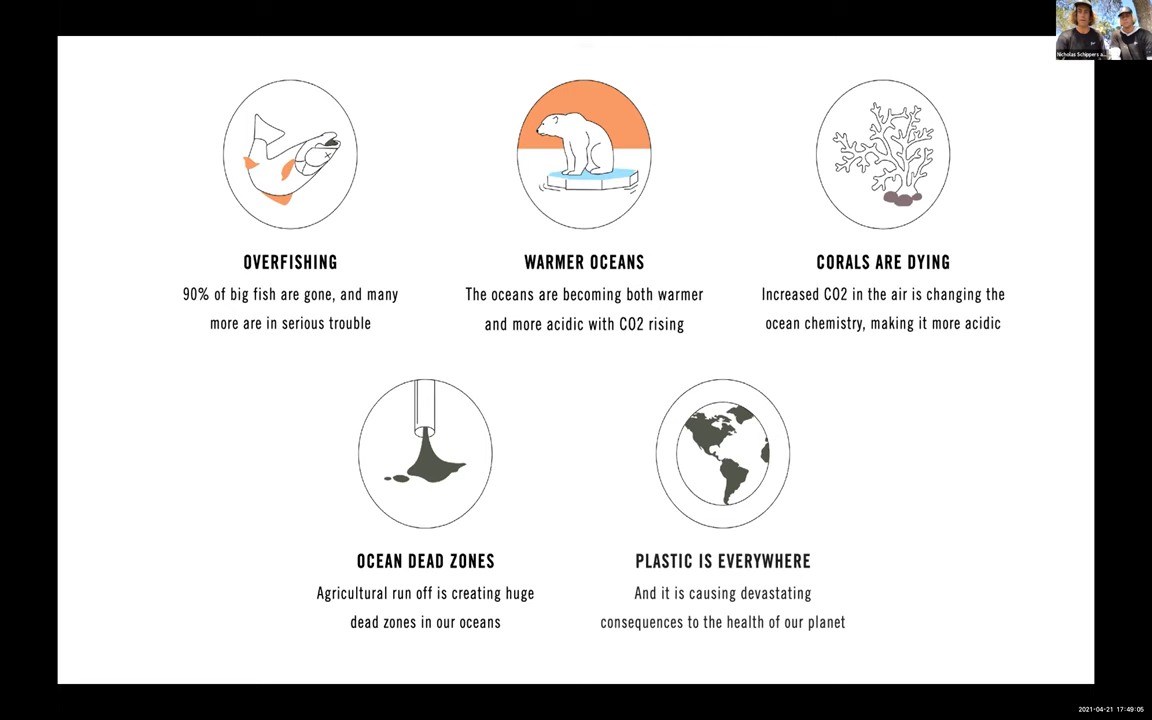 Nicholas Schippers a...
OVERFISHING
90% of big fish are gone, and many
more are in serious trouble
WARMER OCEANS
The oceans are becoming both warmer
and more acidic with CO2 rising
CORALS ARE DYING
Increased CO2 in the air is changing the
ocean chemistry, making it more acidic
OCEAN DEAD ZONES
Agricultural run off is creating huge
dead zones in our oceans
PLASTIC IS EVERYWHERE
And it is causing devastating
consequences to the health of our planet
2021-04-21 17:49:05